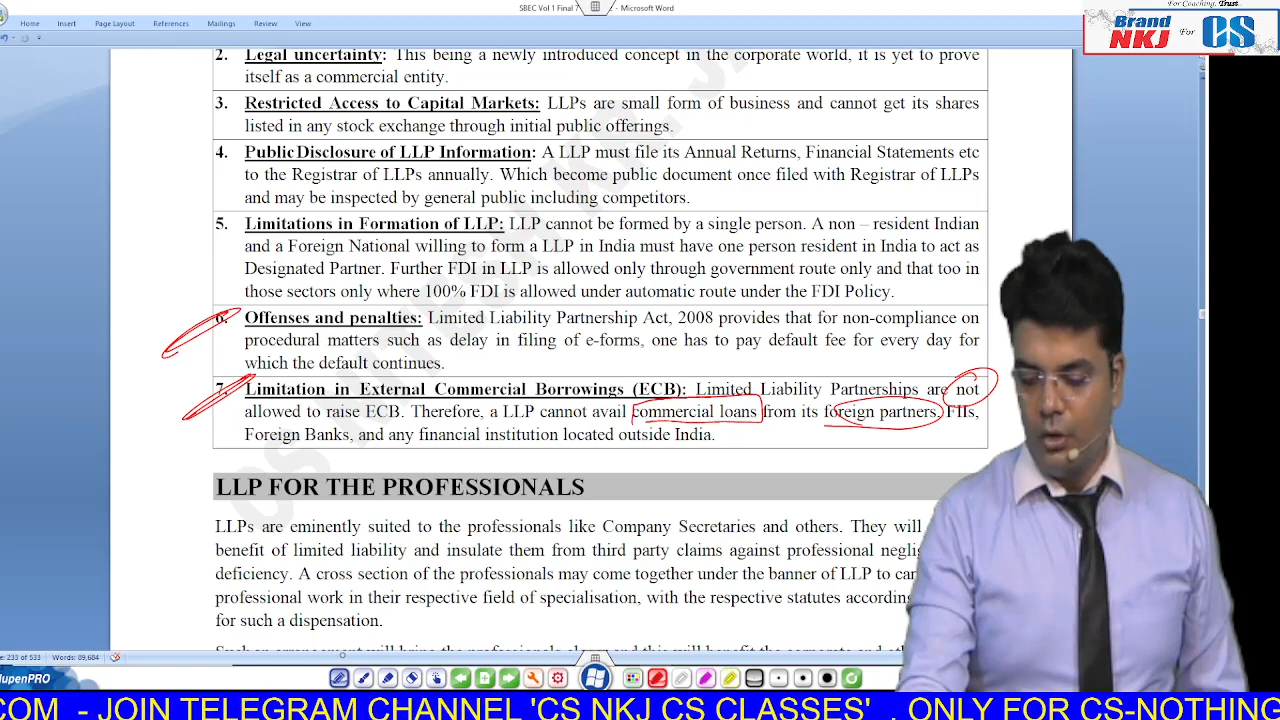 SBEC Vol 1 Final 7
- Microsoft Word
For Coaching, Trust...
Brand NKJ For CS
Home Insert Page Layout References Mailings Review View
2. Legal uncertainty: This being a newly introduced concept in the corporate world, it is yet to prove
itself as a commercial entity.
3. Restricted Access to Capital Markets: LLPs are small form of business and cannot get its shares
listed in any stock exchange through initial public offerings.
4. Public Disclosure of LLP Information: A LLP must file its Annual Returns, Financial Statements etc
to the Registrar of LLPs annually. Which become public document once filed with Registrar of LLPs
and may be inspected by general public including competitors.
5. Limitations in Formation of LLP: LLP cannot be formed by a single person. A non – resident Indian
and a Foreign National willing to form a LLP in India must have one person resident in India to act as
Designated Partner. Further FDI in LLP is allowed only through government route only and that too in
those sectors only where 100% FDI is allowed under automatic route under the FDI Policy.
6. Offenses and penalties: Limited Liability Partnership Act, 2008 provides that for non-compliance on
procedural matters such as delay in filing of e-forms, one has to pay default fee for every day for
which the default continues.
7. Limitation in External Commercial Borrowings (ECB): Limited Liability Partnerships are not
allowed to raise ECB. Therefore, a LLP cannot avail commercial loans from its foreign partners, FIIs,
Foreign Banks, and any financial institution located outside India.
LLP FOR THE PROFESSIONALS
LLPs are eminently suited to the professionals like Company Secretaries and others. They will
benefit of limited liability and insulate them from third party claims against professional
deficiency. A cross section of the professionals may come together under the banner of LLP to
professional work in their respective field of specialisation, with the respective statutes
for such a dispensation.
233 of 533 Words: 89,684
COM - JOIN TELEGRAM CHANNEL 'CS NKJ CS CLASSES' , ONLY FOR CS-NOTHING